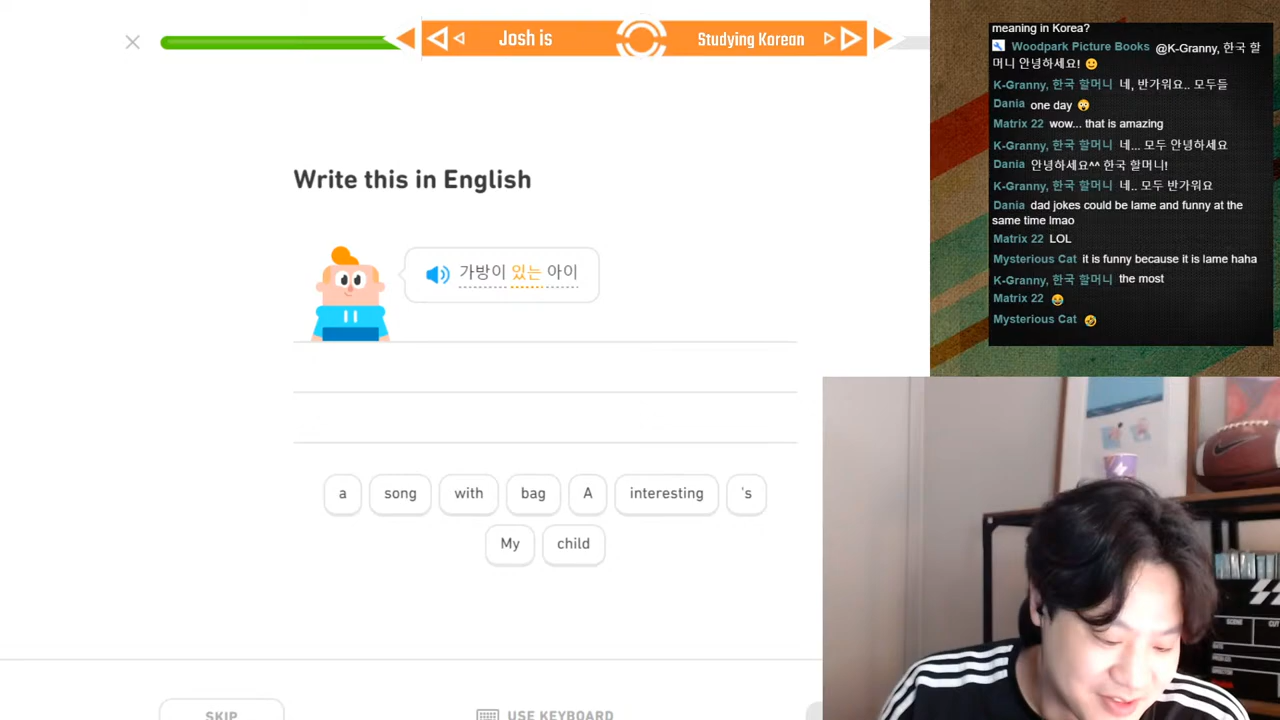 Josh is
Studying Korean
Write this in English
가방이 있는 아이
a
song
with
bag
A
interesting
's
My
child
SKIP
USE KEYBOARD
meaning in Korea?
Woodpark Picture Books @K-Granny, 한국 할
머니 안녕하세요!
K-Granny, 한국 할머니 네, 반가워요.. 모두들
Dania one day
Matrix 22 wow... that is amazing
K-Granny, 한국 할머니 네... 모두 안녕하세요
Dania 안녕하세요^^ 한국 할머니!
K-Granny, 한국 할머니 네.. 모두 반가워요
Dania dad jokes could be lame and funny at the
same time lmao
Matrix 22 LOL
Mysterious Cat it is funny because it is lame haha
K-Granny, 한국 할머니 the most
Matrix 22
Mysterious Cat
SCENE
CUT